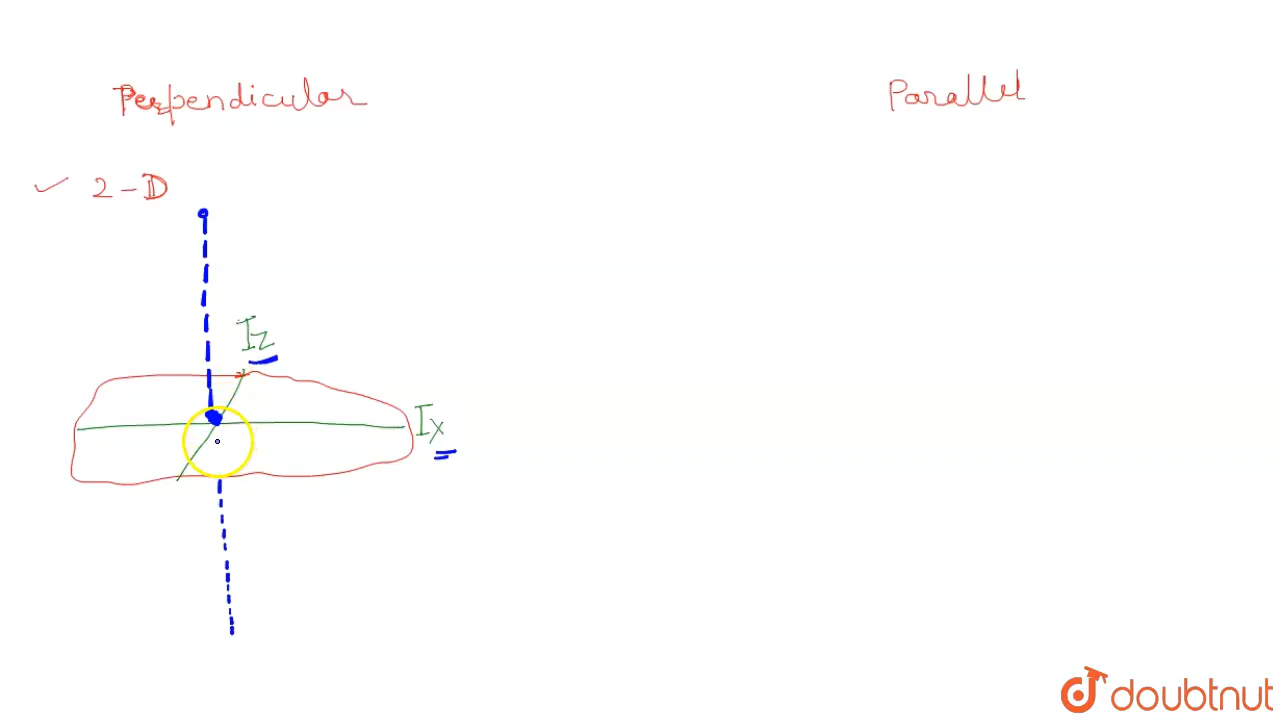 Perpendicular
Parallel
✓ 2-D
Iz
Ix
doubtnut